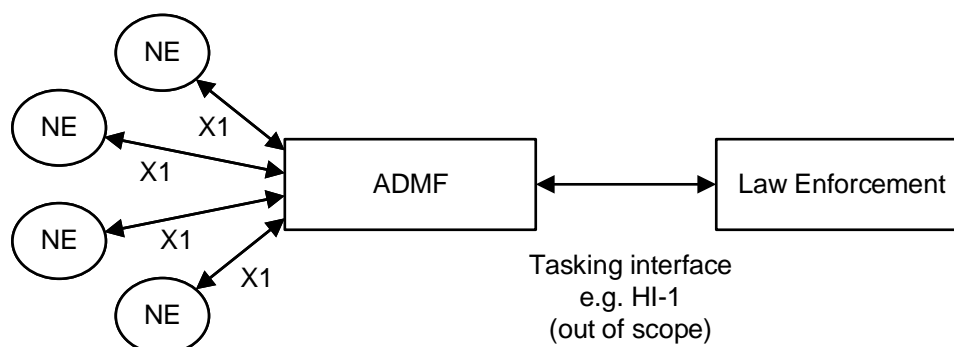 NE
NE
X1
X1
ADMF
Law Enforcement
NE
X1
X1
NE
Tasking interface
e.g. HI-1
(out of scope)